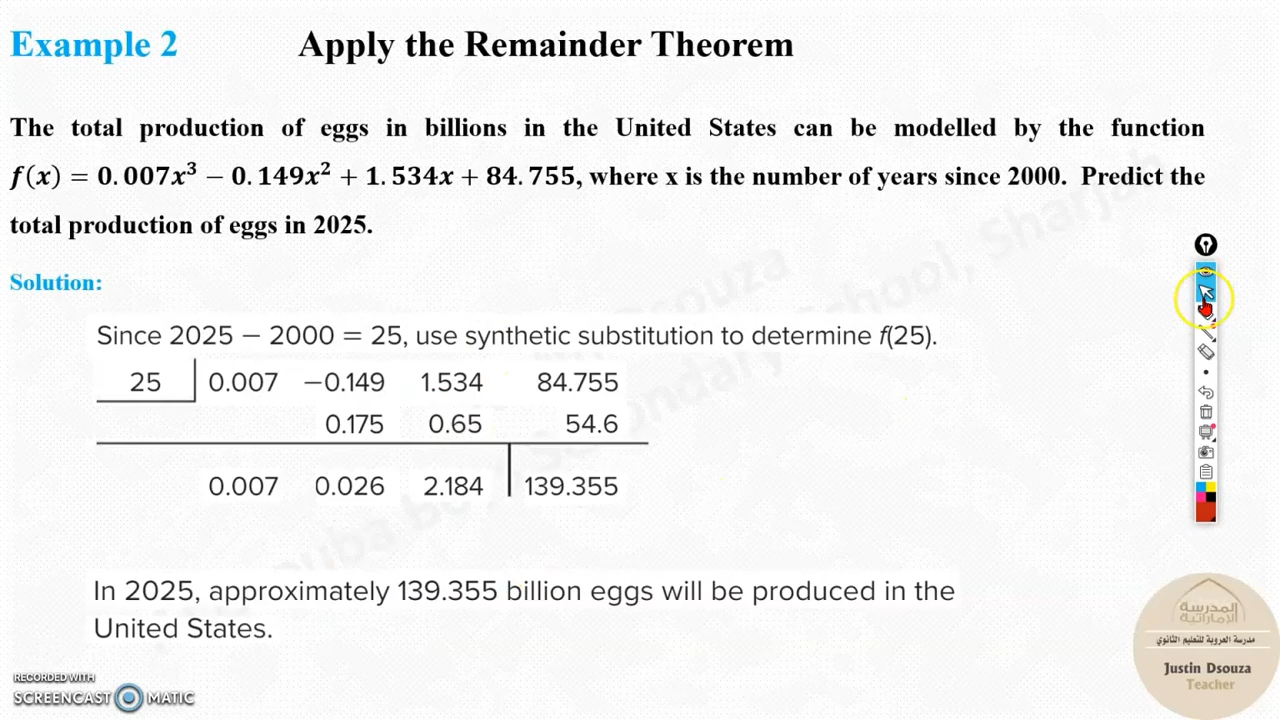 Example 2 Apply the Remainder Theorem
The total production of eggs in billions in the United States can be modelled by the function
f(x) = 0.007x³ − 0.149x² + 1.534x + 84.755, where x is the number of years since 2000. Predict the
total production of eggs in 2025.
Solution:
Since 2025 − 2000 = 25, use synthetic substitution to determine f(25).
25 0.007 −0.149 1.534 84.755
0.175 0.65 54.6
0.007 0.026 2.184 139.355
In 2025, approximately 139.355 billion eggs will be produced in the
United States.
المدرسة
الإماراتية
مدرسة العروبة للتعليم الثانوي
Justin Dsouza
Teacher
RECORDED WITH
SCREENCAST MATIC